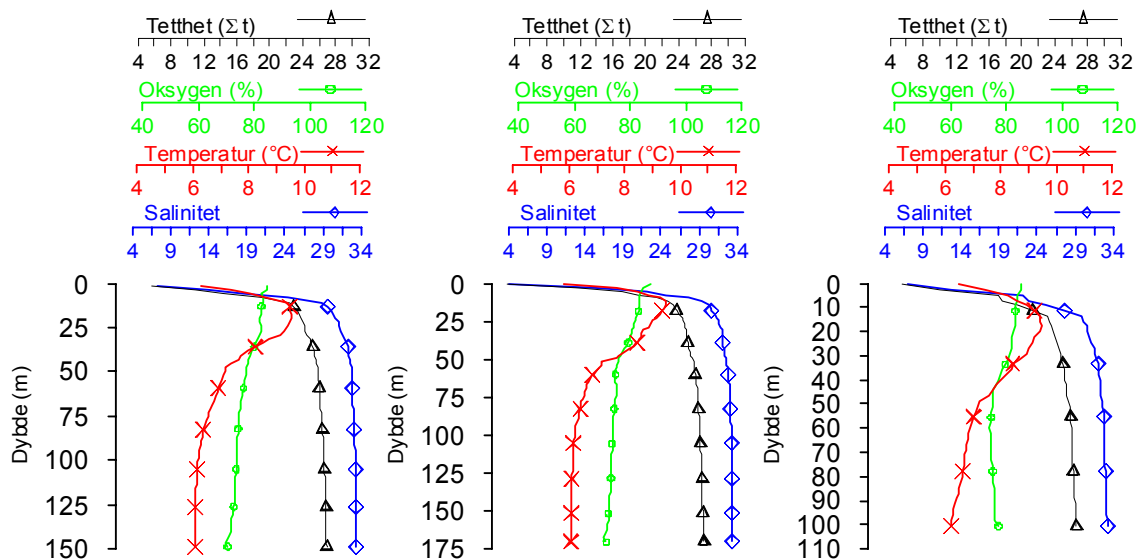 Tetthet (Σt) Tetthet (Σt) Tetthet (Σt)
4 8 12 16 20 24 28 32 4 8 12 16 20 24 28 32 4 8 12 16 20 24 28 32
Oksygen (%) Oksygen (%) Oksygen (%)
40 60 80 100 120 40 60 80 100 120 40 60 80 100 120
Temperatur (°C) Temperatur (°C) Temperatur (°C)
4 6 8 10 12 4 6 8 10 12 4 6 8 10 12
Salinitet Salinitet Salinitet
4 9 14 19 24 29 34 4 9 14 19 24 29 34 4 9 14 19 24 29 34
Dybde (m)
0
25
50
75
100
125
150
Dybde (m)
0
25
50
75
100
125
150
175
Dybde (m)
0
10
20
30
40
50
60
70
80
90
100
110